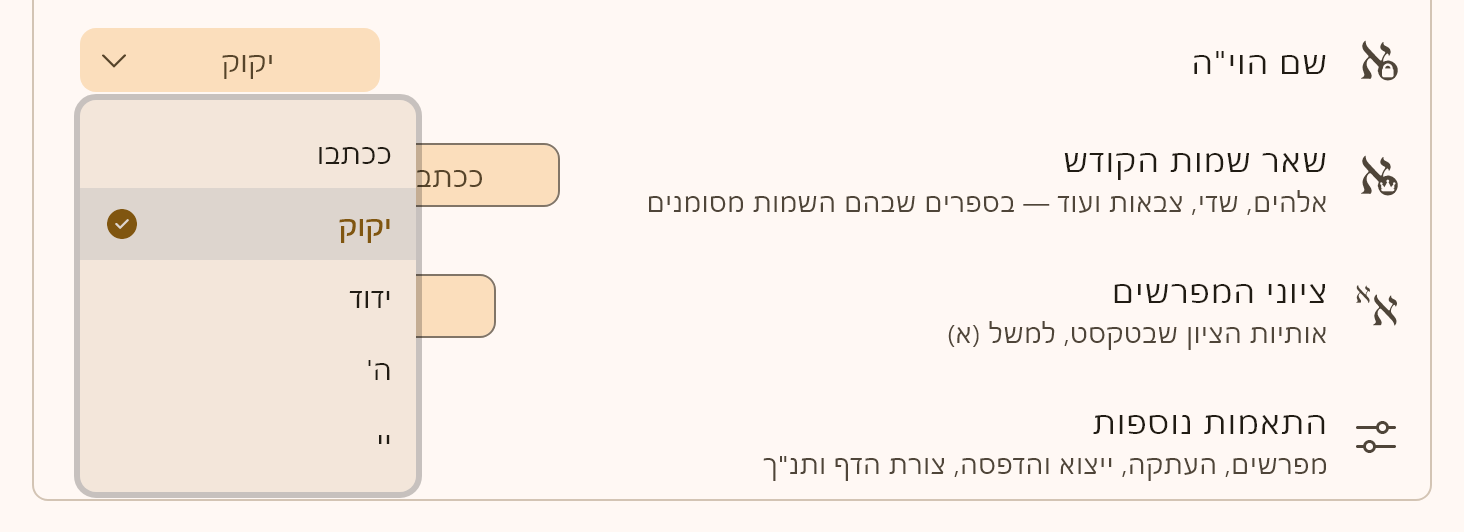 שם הוי"ה
יקוק
שאר שמות הקודש
אלהים, שדי, צבאות ועוד — בספרים שבהם השמות מסומנים
ציוני המפרשים
אותיות הציון שבטקסט, למשל (א)
התאמות נוספות
מפרשים, העתקה, ייצוא והדפסה, צורת הדף ותנ"ך
ככתבו
יקוק
ידוד
ה'
יי